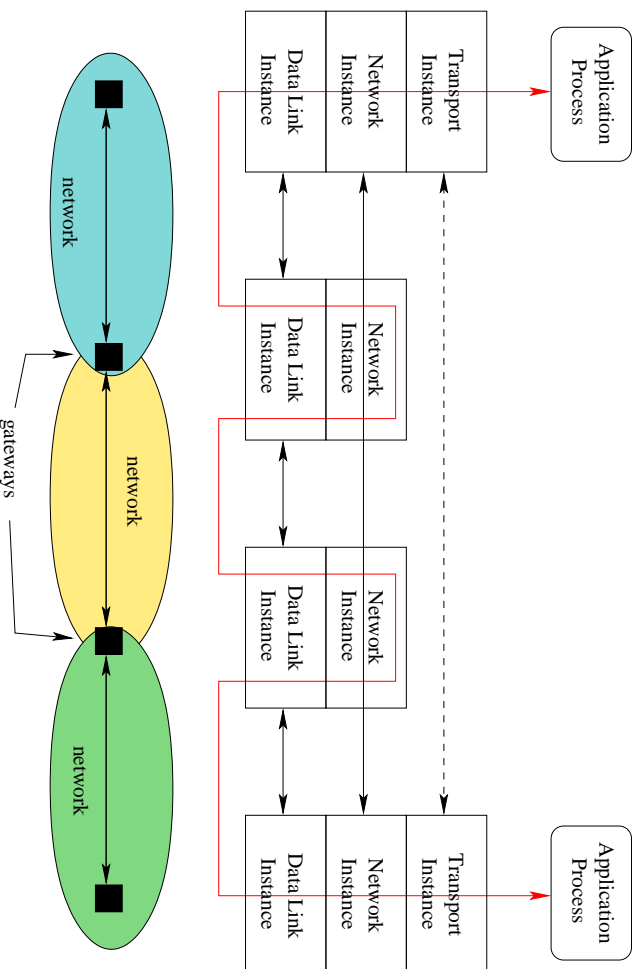 Application
Process
Application
Process
Transport
Instance
Transport
Instance
Network
Instance
Network
Instance
Network
Instance
Network
Instance
Data Link
Instance
Data Link
Instance
Data Link
Instance
Data Link
Instance
network
network
network
gateways